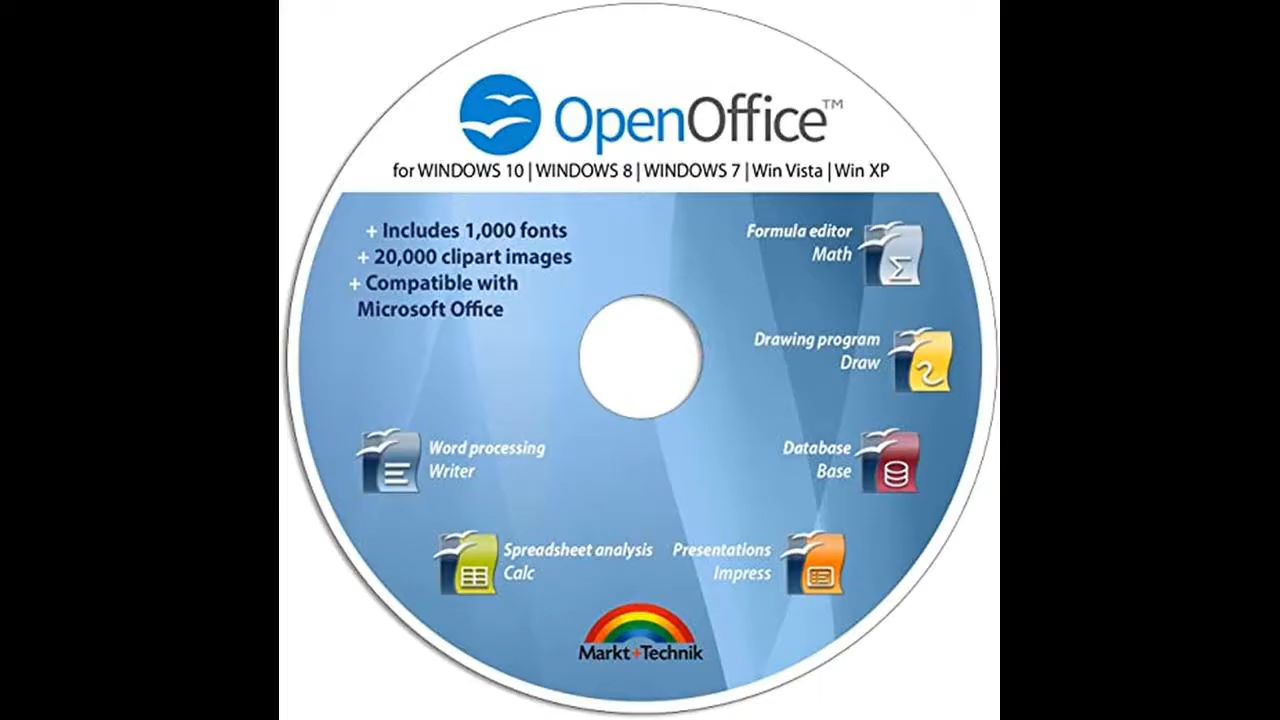 OpenOffice™
for WINDOWS 10 | WINDOWS 8 | WINDOWS 7 | Win Vista | Win XP
+ Includes 1,000 fonts
+ 20,000 clipart images
+ Compatible with
Microsoft Office
Formula editor
Math
Drawing program
Draw
Database
Base
Word processing
Writer
Spreadsheet analysis
Calc
Presentations
Impress
Markt+Technik